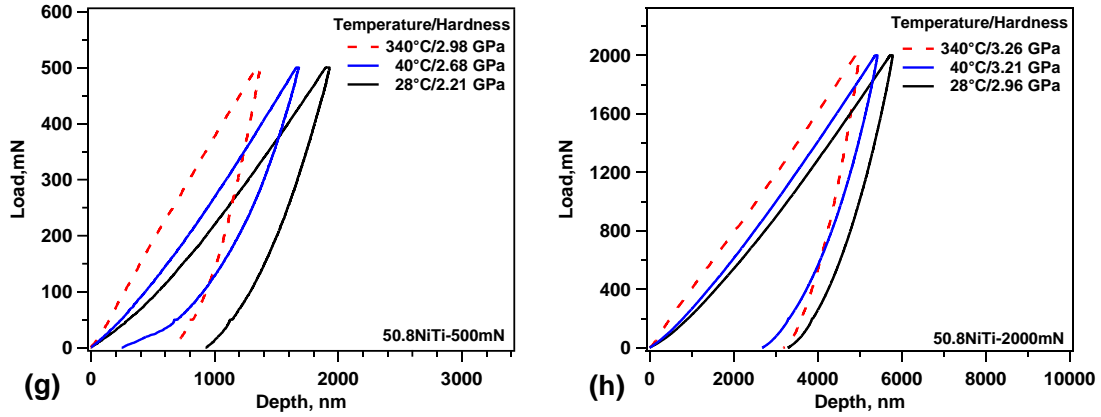 600
500
400
300
200
100
0
Load,mN
Temperature/Hardness
340°C/2.98 GPa
40°C/2.68 GPa
28°C/2.21 GPa
50.8NiTi-500mN
0
1000
2000
3000
Depth, nm
(g)
2000
1600
1200
800
400
0
Load,mN
Temperature/Hardness
340°C/3.26 GPa
40°C/3.21 GPa
28°C/2.96 GPa
50.8NiTi-2000mN
0
2000
4000
6000
8000
10000
Depth, nm
(h)